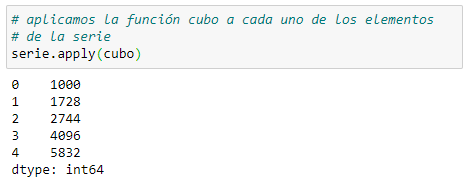 # aplicamos la función cubo a cada uno de los elementos
# de la serie
serie.apply(cubo)
0    1000
1    1728
2    2744
3    4096
4    5832
dtype: int64